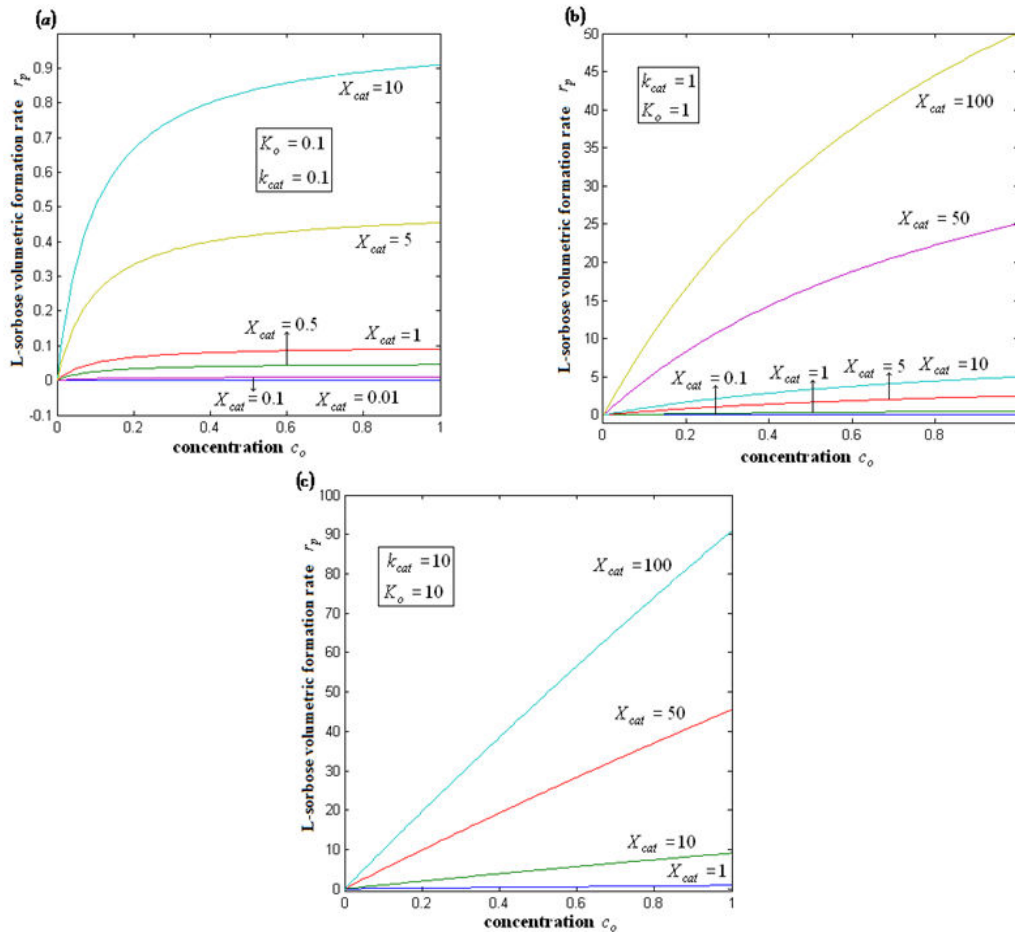 (a)
L-sorbose volumetric formation rate r_p
0.9
0.8
0.7
0.6
0.5
0.4
0.3
0.2
0.1
0
-0.1
X_cat = 10
K_o = 0.1
k_cat = 0.1
X_cat = 5
X_cat = 0.5
X_cat = 1
X_cat = 0.1
X_cat = 0.01
0 0.2 0.4 0.6 0.8 1
concentration c_o
(b)
L-sorbose volumetric formation rate r_p
50
45
40
35
30
25
20
15
10
5
0
k_cat = 1
K_o = 1
X_cat = 100
X_cat = 50
X_cat = 0.1
X_cat = 1
X_cat = 5
X_cat = 10
0 0.2 0.4 0.6 0.8
concentration c_o
(c)
L-sorbose volumetric formation rate r_p
100
90
80
70
60
50
40
30
20
10
0
k_cat = 10
K_o = 10
X_cat = 100
X_cat = 50
X_cat = 10
X_cat = 1
0 0.2 0.4 0.6 0.8 1
concentration c_o